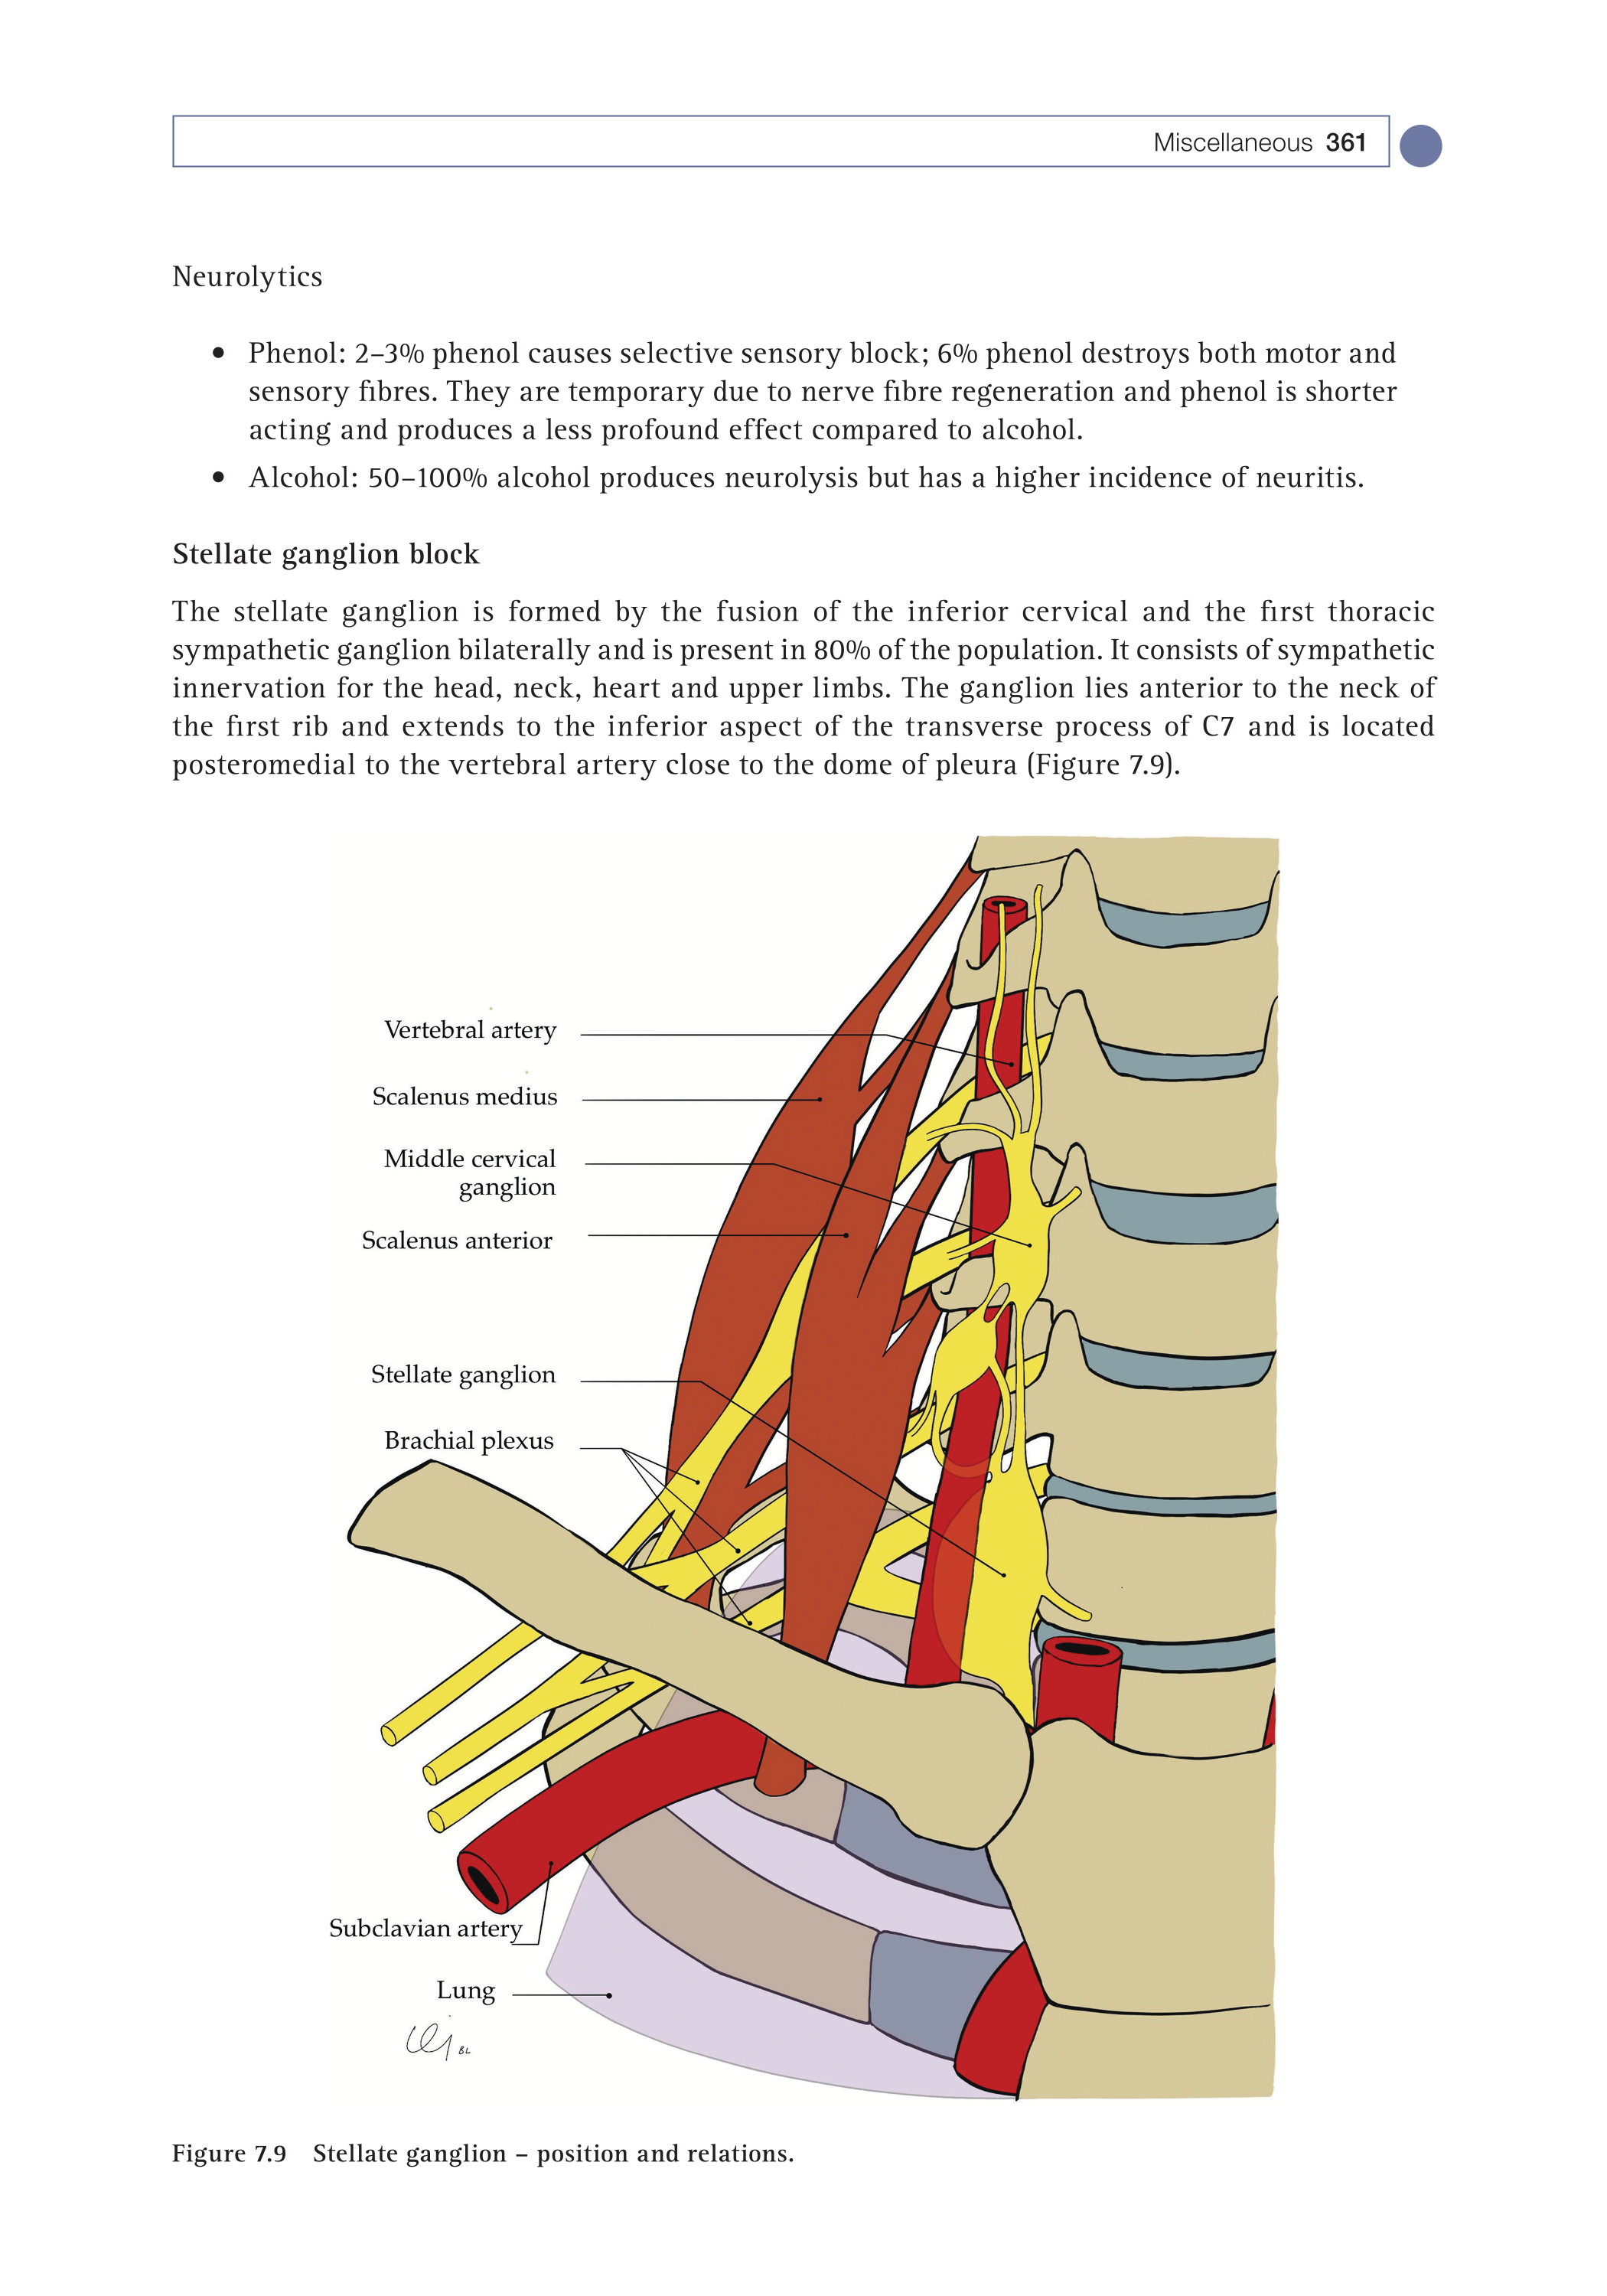 Miscellaneous 361
Neurolytics
• Phenol: 2–3% phenol causes selective sensory block; 6% phenol destroys both motor and
sensory fibres. They are temporary due to nerve fibre regeneration and phenol is shorter
acting and produces a less profound effect compared to alcohol.
• Alcohol: 50–100% alcohol produces neurolysis but has a higher incidence of neuritis.
Stellate ganglion block
The stellate ganglion is formed by the fusion of the inferior cervical and the first thoracic
sympathetic ganglion bilaterally and is present in 80% of the population. It consists of sympathetic
innervation for the head, neck, heart and upper limbs. The ganglion lies anterior to the neck of
the first rib and extends to the inferior aspect of the transverse process of C7 and is located
posteromedial to the vertebral artery close to the dome of pleura (Figure 7.9).
Vertebral artery
Scalenus medius
Middle cervical
ganglion
Scalenus anterior
Stellate ganglion
Brachial plexus
Subclavian artery
Lung
BL
Figure 7.9 Stellate ganglion – position and relations.